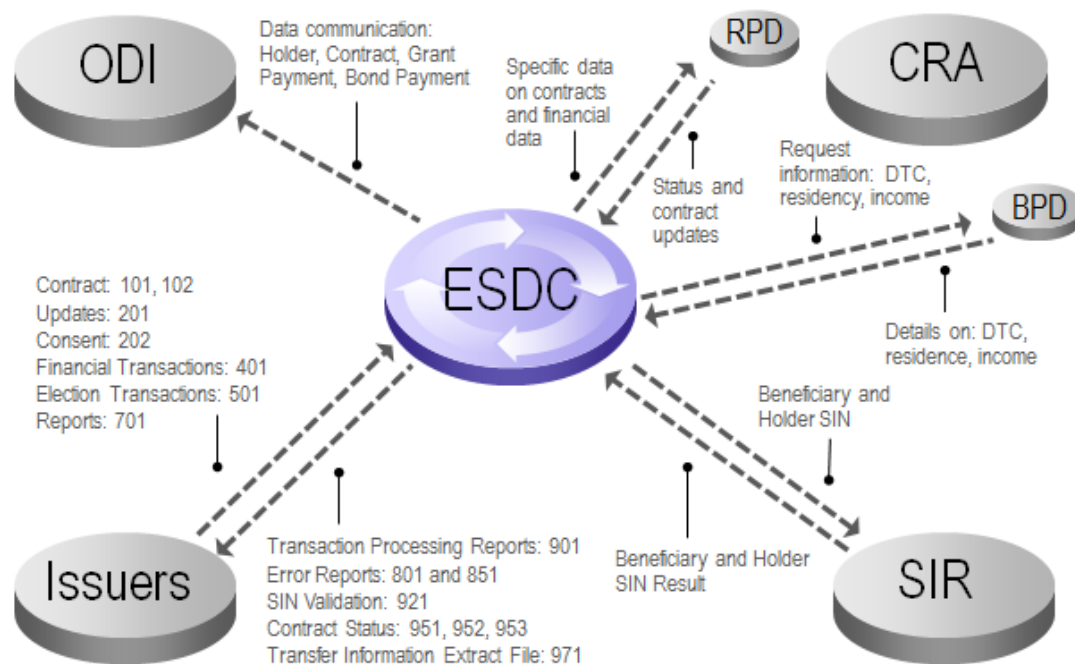 ODI
Data communication:
Holder, Contract, Grant
Payment, Bond Payment
RPD
CRA
Specific data
on contracts
and financial
data
Status and
contract
updates
Request
information: DTC,
residency, income
BPD
ESDC
Details on: DTC,
residence, income
Contract: 101, 102
Updates: 201
Consent: 202
Financial Transactions: 401
Election Transactions: 501
Reports: 701
Beneficiary and
Holder SIN
Issuers
Transaction Processing Reports: 901
Error Reports: 801 and 851
SIN Validation: 921
Contract Status: 951, 952, 953
Transfer Information Extract File: 971
Beneficiary and Holder
SIN Result
SIR